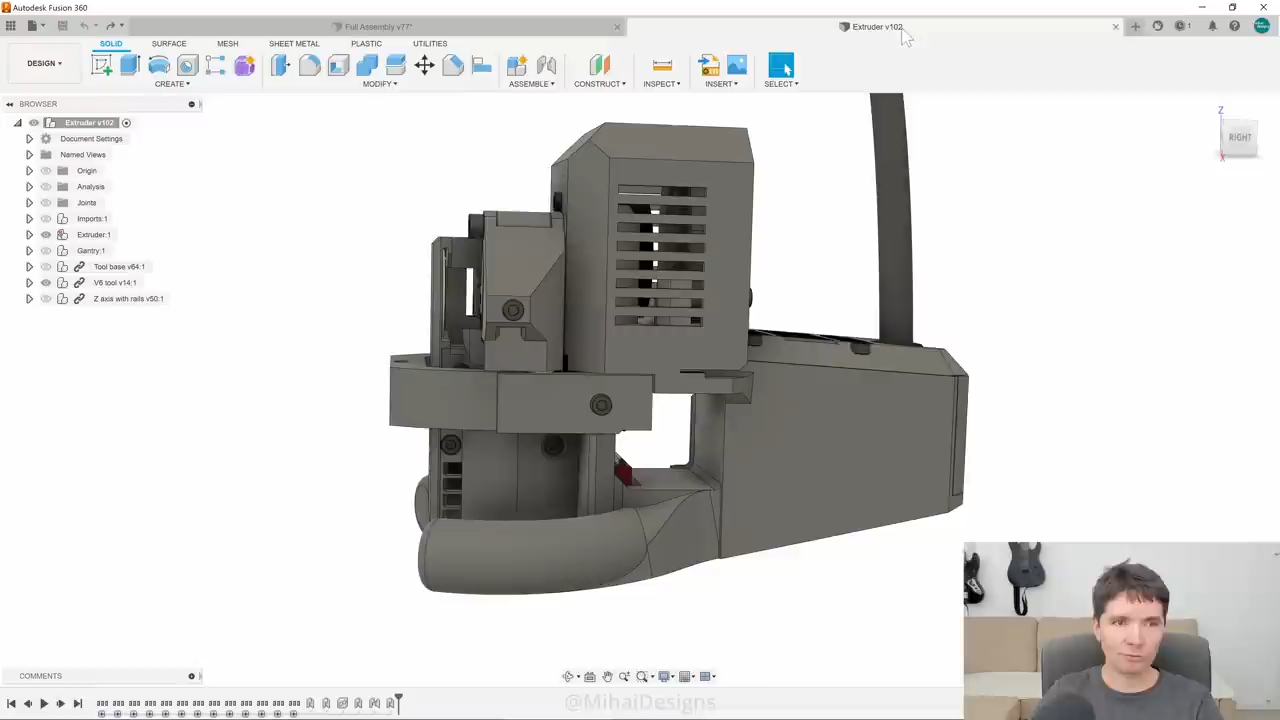 Autodesk Fusion 360
Full Assembly v77*
Extruder v102
SOLID SURFACE MESH SHEET METAL PLASTIC UTILITIES
DESIGN
CREATE MODIFY ASSEMBLE CONSTRUCT INSPECT INSERT SELECT
BROWSER
Extruder v102
Document Settings
Named Views
Origin
Analysis
Joints
Imports:1
Extruder:1
Gantry:1
Tool base v64:1
V6 tool v14:1
Z axis with rails v50:1
Z
RIGHT
X
COMMENTS
@MihaiDesigns